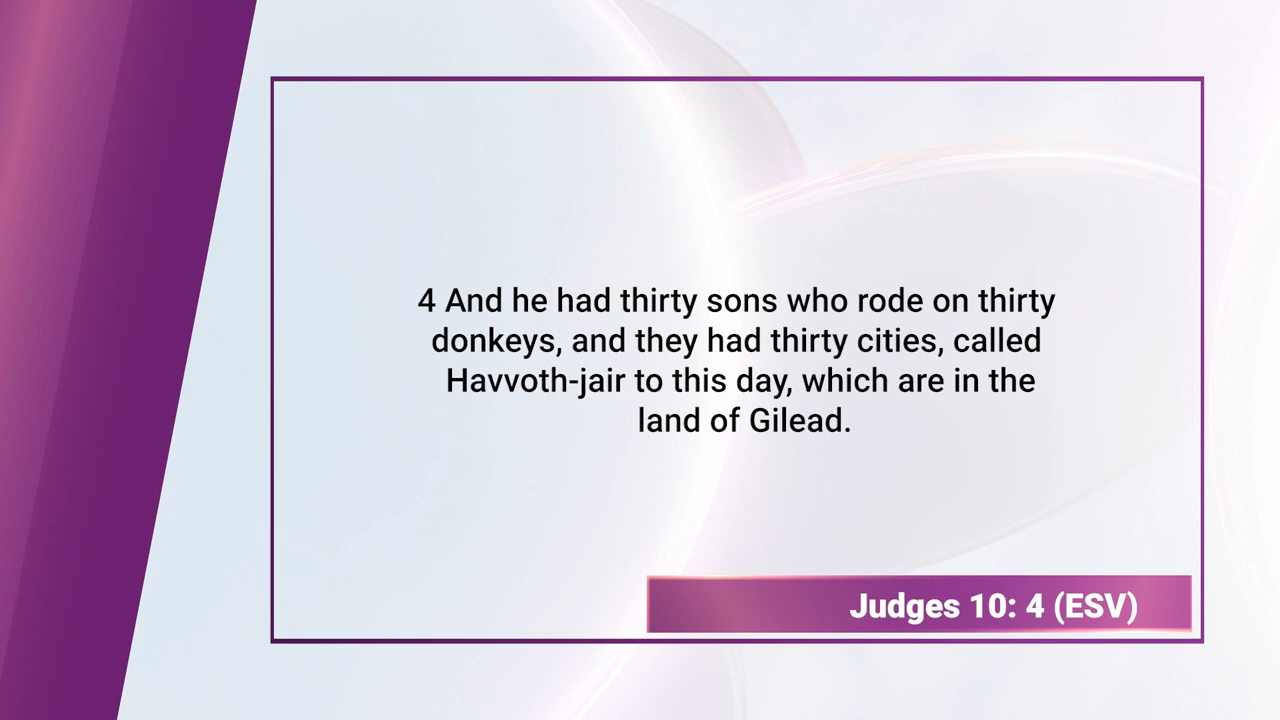 4 And he had thirty sons who rode on thirty
donkeys, and they had thirty cities, called
Havvoth-jair to this day, which are in the
land of Gilead.
Judges 10: 4 (ESV)